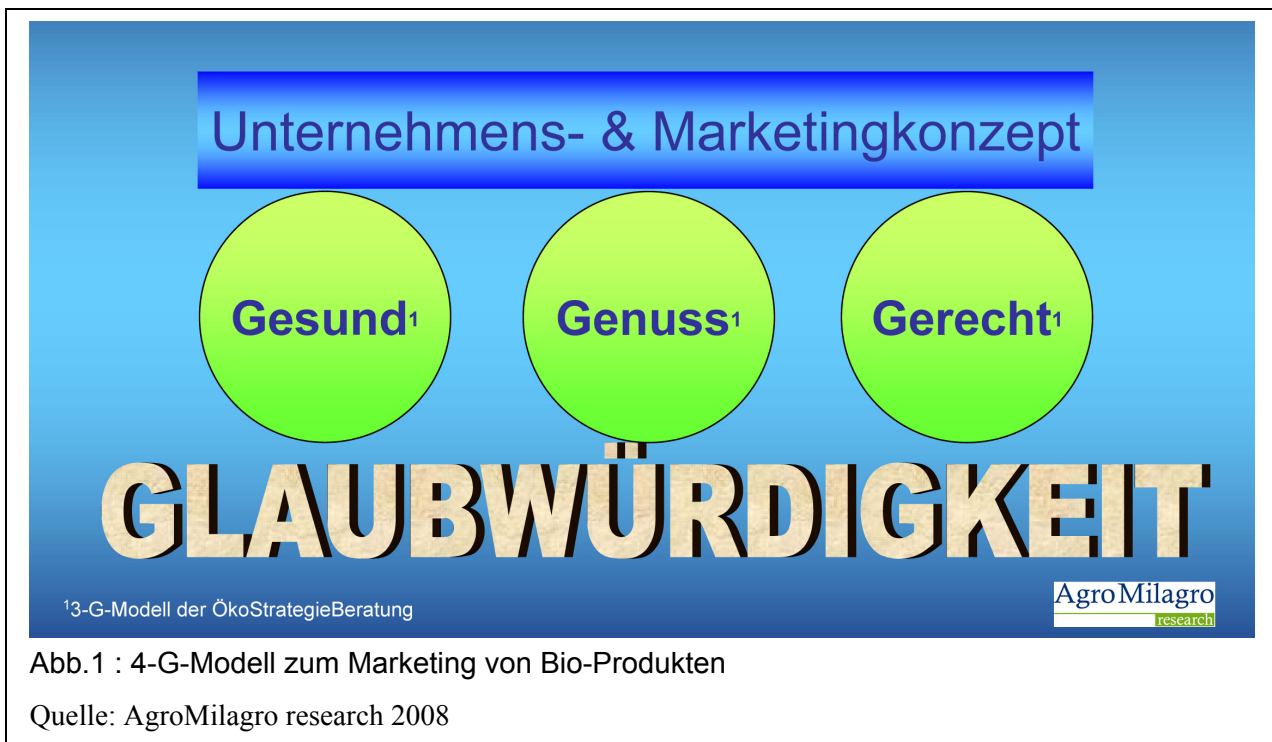 Unternehmens- & Marketingkonzept
Gesund¹ Genuss¹ Gerecht¹
GLAUBWÜRDIGKEIT
¹3-G-Modell der ÖkoStrategieBeratung
AgroMilagro
research
Abb.1 : 4-G-Modell zum Marketing von Bio-Produkten
Quelle: AgroMilagro research 2008